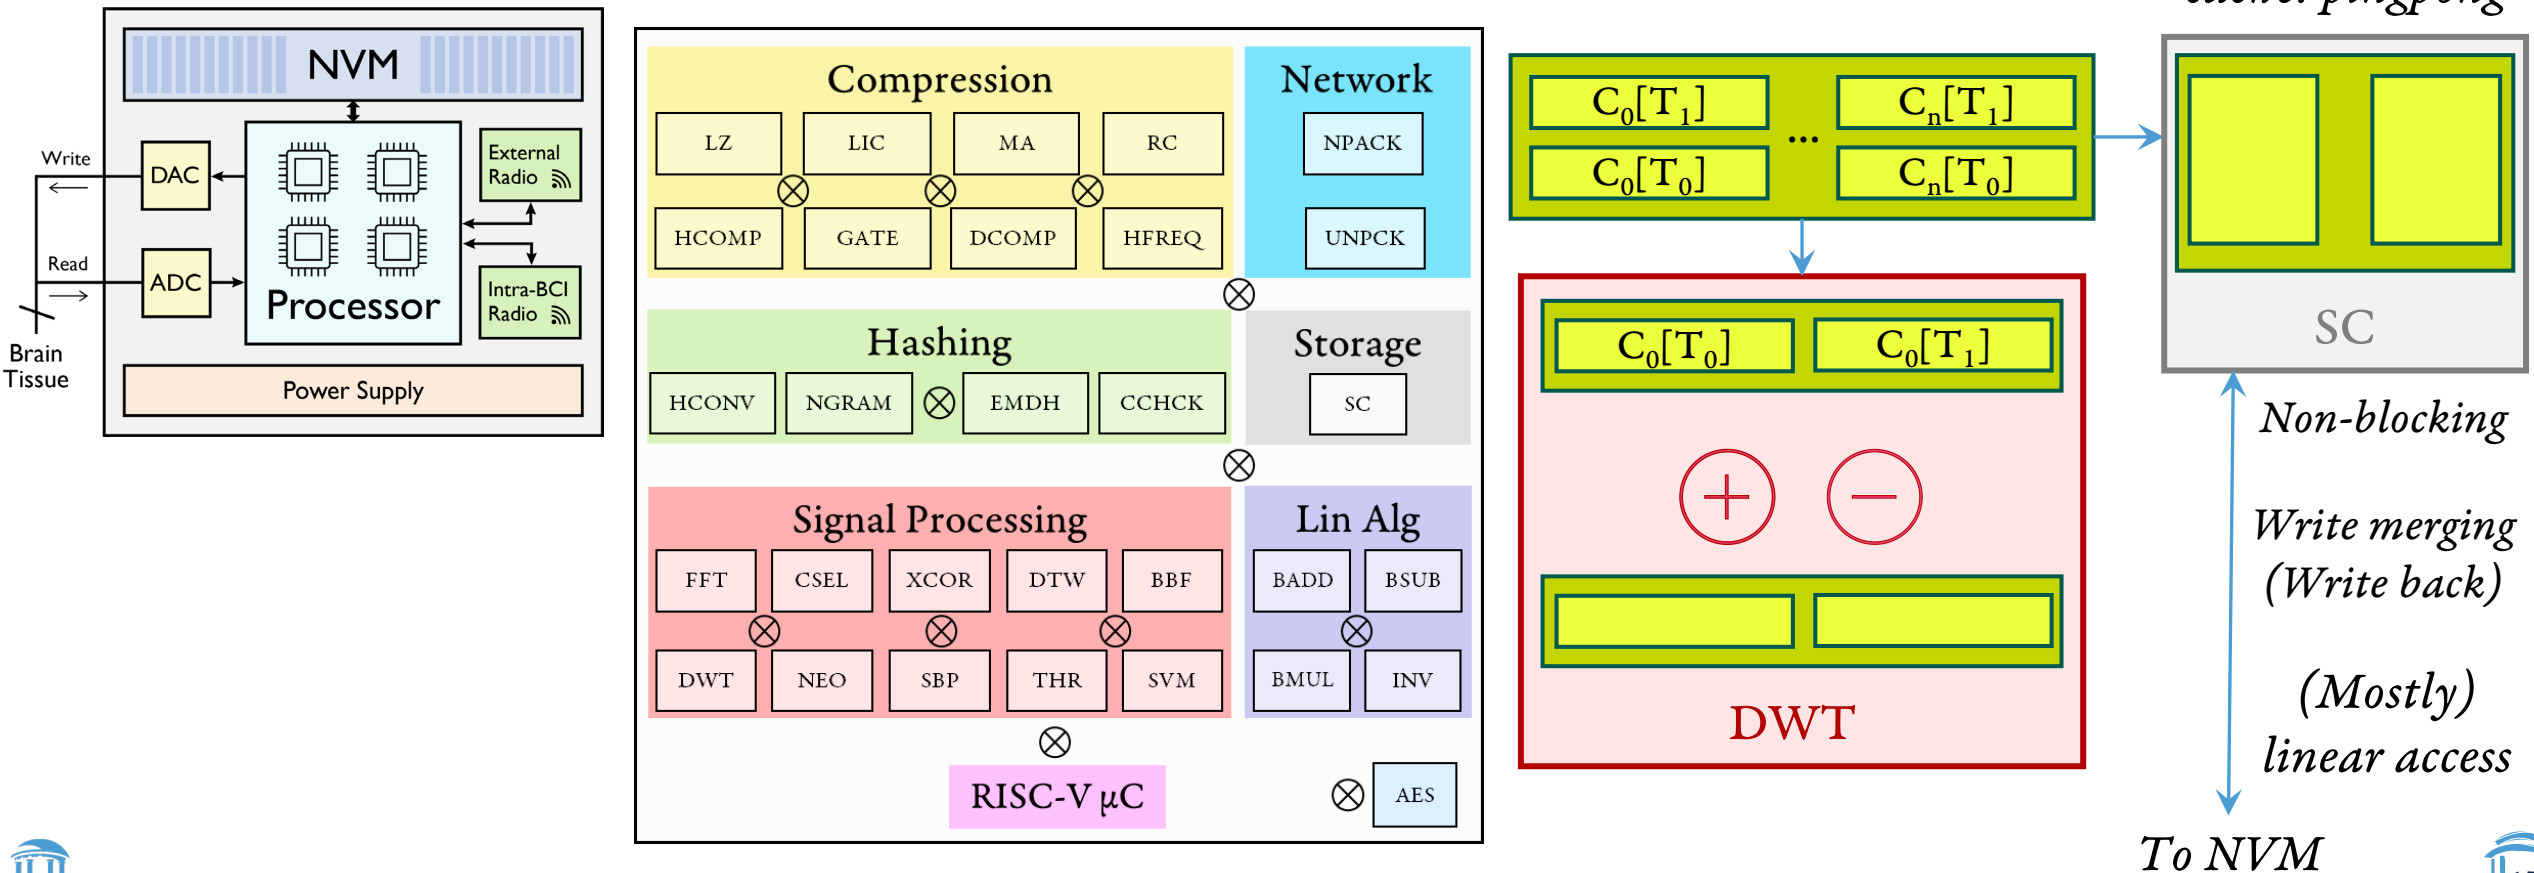 NVM
Write
DAC
External
Radio
Read
ADC
Processor
Intra-BCI
Radio
Brain
Tissue
Power Supply
Compression
LZ
LIC
MA
RC
HCOMP
GATE
DCOMP
HFREQ
Network
NPACK
UNPCK
Hashing
HCONV
NGRAM
EMDH
CCHCK
Storage
SC
Signal Processing
FFT
CSEL
XCOR
DTW
BBF
DWT
NEO
SBP
THR
SVM
Lin Alg
BADD
BSUB
BMUL
INV
RISC-V μC
AES
C₀[T₁]
...
Cₙ[T₁]
C₀[T₀]
Cₙ[T₀]
C₀[T₀]
C₀[T₁]
+
−
DWT
cache: pingpong
SC
Non-blocking
Write merging
(Write back)
(Mostly)
linear access
To NVM